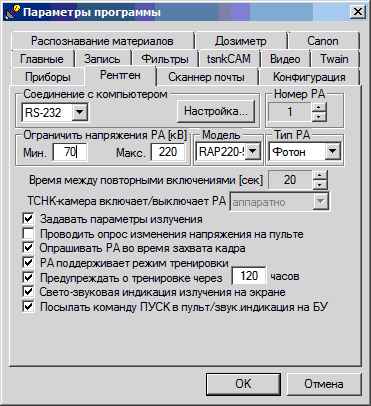 Параметры программы
Распознавание материалов Дозиметр Canon
Главные Запись Фильтры tsnkCAM Видео Twain
Приборы Рентген Сканнер почты Конфигурация
Соединение с компьютером Номер РА
RS-232 Настройка... 1
Ограничить напряжения РА [кВ] Модель Тип РА
Мин. 70 Макс. 220 RAP220-5 Фотон
Время между повторными включениями [сек] 20
ТСНК-камера включает/выключает РА аппаратно
Задавать параметры излучения
Проводить опрос изменения напряжения на пульте
Опрашивать РА во время захвата кадра
РА поддерживает режим тренировки
Предупреждать о тренировке через 120 часов
Свето-звуковая индикация излучения на экране
Посылать команду ПУСК в пульт/звук.индикация на БУ
OK Отмена